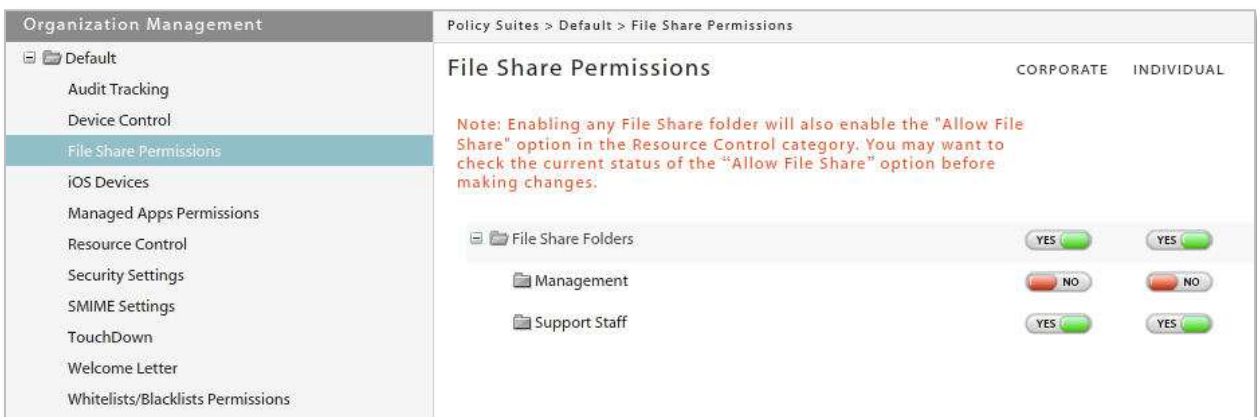 Organization Management
Default
Audit Tracking
Device Control
File Share Permissions
iOS Devices
Managed Apps Permissions
Resource Control
Security Settings
SMIME Settings
TouchDown
Welcome Letter
Whitelists/Blacklists Permissions
Policy Suites > Default > File Share Permissions
File Share Permissions CORPORATE INDIVIDUAL
Note: Enabling any File Share folder will also enable the "Allow File
Share" option in the Resource Control category. You may want to
check the current status of the “Allow File Share” option before
making changes.
File Share Folders YES YES
Management NO NO
Support Staff YES YES